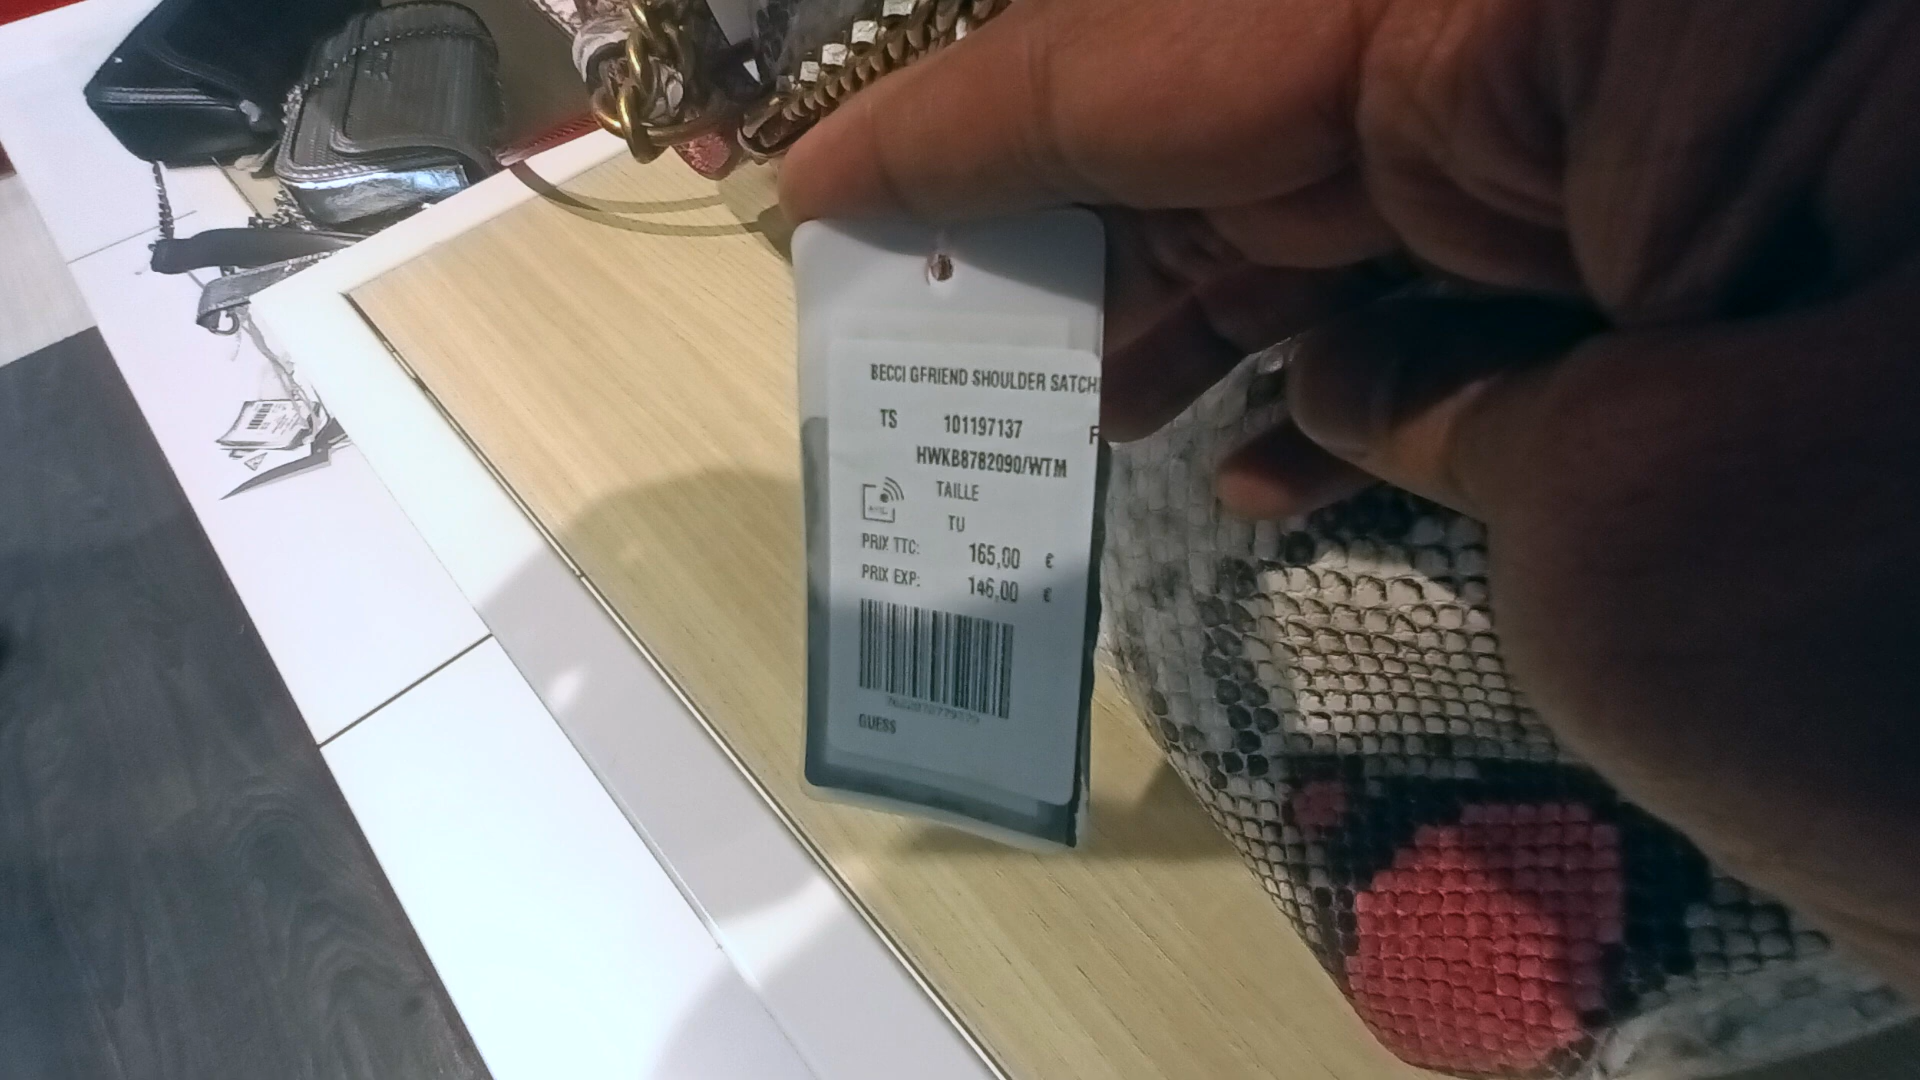 BECCI GFRIEND SHOULDER SATCH
TS 101197137 F
HWKB8782090/WTM
TAILLE
TU
PRIX TTC: 165,00 €
PRIX EXP: 146,00 €
GUESS